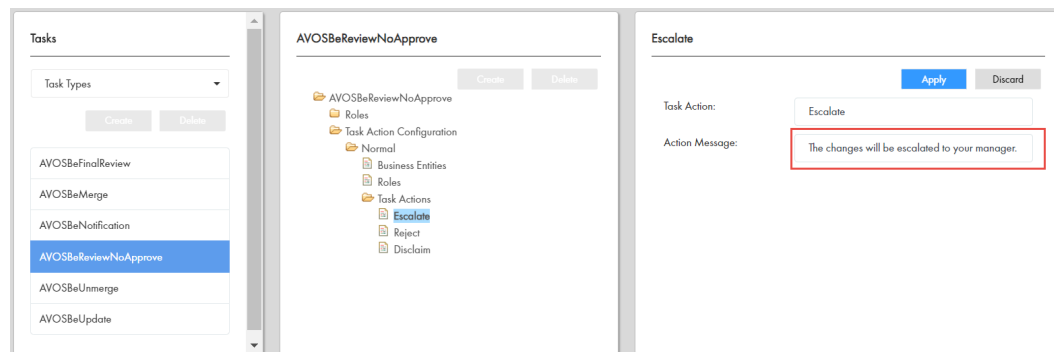 Tasks
Task Types
Create Delete
AVOSBeFinalReview
AVOSBeMerge
AVOSBeNotification
AVOSBeReviewNoApprove
AVOSBeUnmerge
AVOSBeUpdate
AVOSBeReviewNoApprove
Create Delete
AVOSBeReviewNoApprove
Roles
Task Action Configuration
Normal
Business Entities
Roles
Task Actions
Escalate
Reject
Disclaim
Escalate
Apply Discard
Task Action: Escalate
Action Message: The changes will be escalated to your manager.